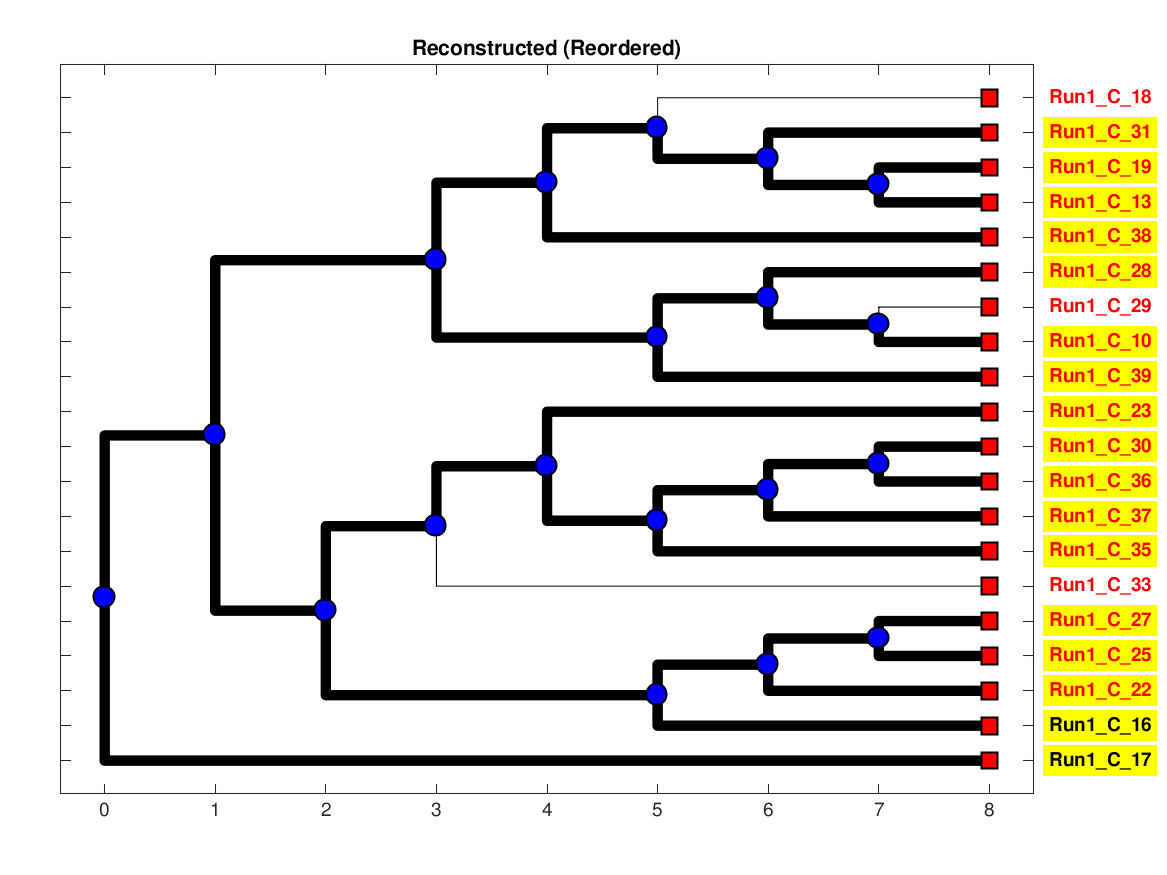 Reconstructed (Reordered)
Run1_C_18
Run1_C_31
Run1_C_19
Run1_C_13
Run1_C_38
Run1_C_28
Run1_C_29
Run1_C_10
Run1_C_39
Run1_C_23
Run1_C_30
Run1_C_36
Run1_C_37
Run1_C_35
Run1_C_33
Run1_C_27
Run1_C_25
Run1_C_22
Run1_C_16
Run1_C_17
0 1 2 3 4 5 6 7 8